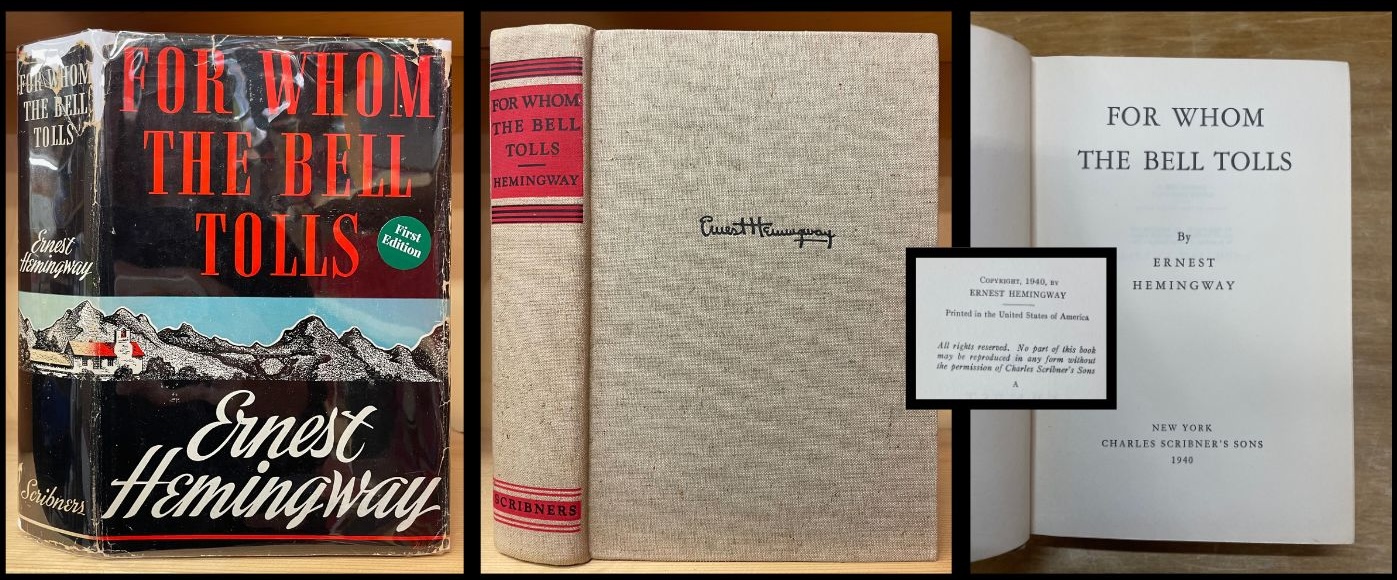 FOR WHOM
THE BELL
TOLLS
Ernest
Hemingway
Scribners
FOR WHOM
THE BELL
TOLLS
First
Edition
Ernest
Hemingway
FOR WHOM
THE BELL
TOLLS
HEMINGWAY
SCRIBNERS
Ernest Hemingway
FOR WHOM
THE BELL TOLLS
By
ERNEST
HEMINGWAY
NEW YORK
CHARLES SCRIBNER'S SONS
1940
COPYRIGHT, 1940, BY
ERNEST HEMINGWAY
Printed in the United States of America
All rights reserved. No part of this book
may be reproduced in any form without
the permission of Charles Scribner's Sons
A